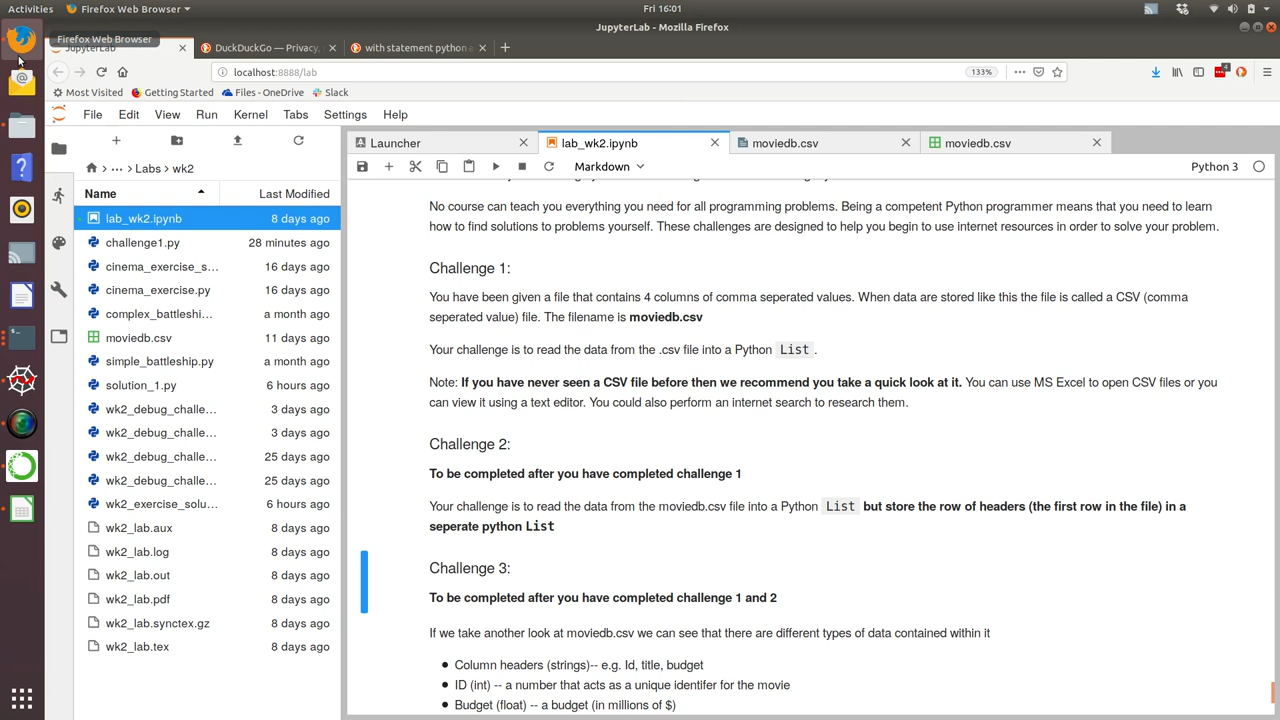 Activities
Firefox Web Browser
Fri 16:01
JupyterLab - Mozilla Firefox
Firefox Web Browser
JupyterLab
DuckDuckGo — Privacy,
with statement python a
localhost:8888/lab
133%
4
Most Visited
Getting Started
Files - OneDrive
Slack
File Edit View Run Kernel Tabs Settings Help
Launcher
lab_wk2.ipynb
moviedb.csv
moviedb.csv
Labs
wk2
Markdown
Python 3
Name
Last Modified
lab_wk2.ipynb 8 days ago
challenge1.py 28 minutes ago
cinema_exercise_s... 16 days ago
cinema_exercise.py 16 days ago
complex_battleshi... a month ago
moviedb.csv 11 days ago
simple_battleship.py a month ago
solution_1.py 6 hours ago
wk2_debug_challe... 3 days ago
wk2_debug_challe... 3 days ago
wk2_debug_challe... 25 days ago
wk2_debug_challe... 25 days ago
wk2_exercise_solu... 6 hours ago
wk2_lab.aux 8 days ago
wk2_lab.log 8 days ago
wk2_lab.out 8 days ago
wk2_lab.pdf 8 days ago
wk2_lab.synctex.gz 8 days ago
wk2_lab.tex 8 days ago
No course can teach you everything you need for all programming problems. Being a competent Python programmer means that you need to learn
how to find solutions to problems yourself. These challenges are designed to help you begin to use internet resources in order to solve your problem.
Challenge 1:
You have been given a file that contains 4 columns of comma seperated values. When data are stored like this the file is called a CSV (comma
seperated value) file. The filename is moviedb.csv
Your challenge is to read the data from the .csv file into a Python List .
Note: If you have never seen a CSV file before then we recommend you take a quick look at it. You can use MS Excel to open CSV files or you
can view it using a text editor. You could also perform an internet search to research them.
Challenge 2:
To be completed after you have completed challenge 1
Your challenge is to read the data from the moviedb.csv file into a Python List but store the row of headers (the first row in the file) in a
seperate python List
Challenge 3:
To be completed after you have completed challenge 1 and 2
If we take another look at moviedb.csv we can see that there are different types of data contained within it
Column headers (strings)-- e.g. Id, title, budget
ID (int) -- a number that acts as a unique identifer for the movie
Budget (float) -- a budget (in millions of $)